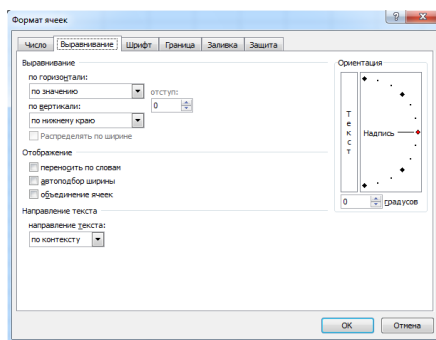 Формат ячеек
Число Выравнивание Шрифт Граница Заливка Защита
Выравнивание
по горизонтали:
по значению
отступ:
по вертикали:
0
по нижнему краю
Распределять по ширине
Отображение
переносить по словам
автоподбор ширины
объединение ячеек
Направление текста
направление текста:
по контексту
Ориентация
Текст
Надпись
0 градусов
ОК Отмена